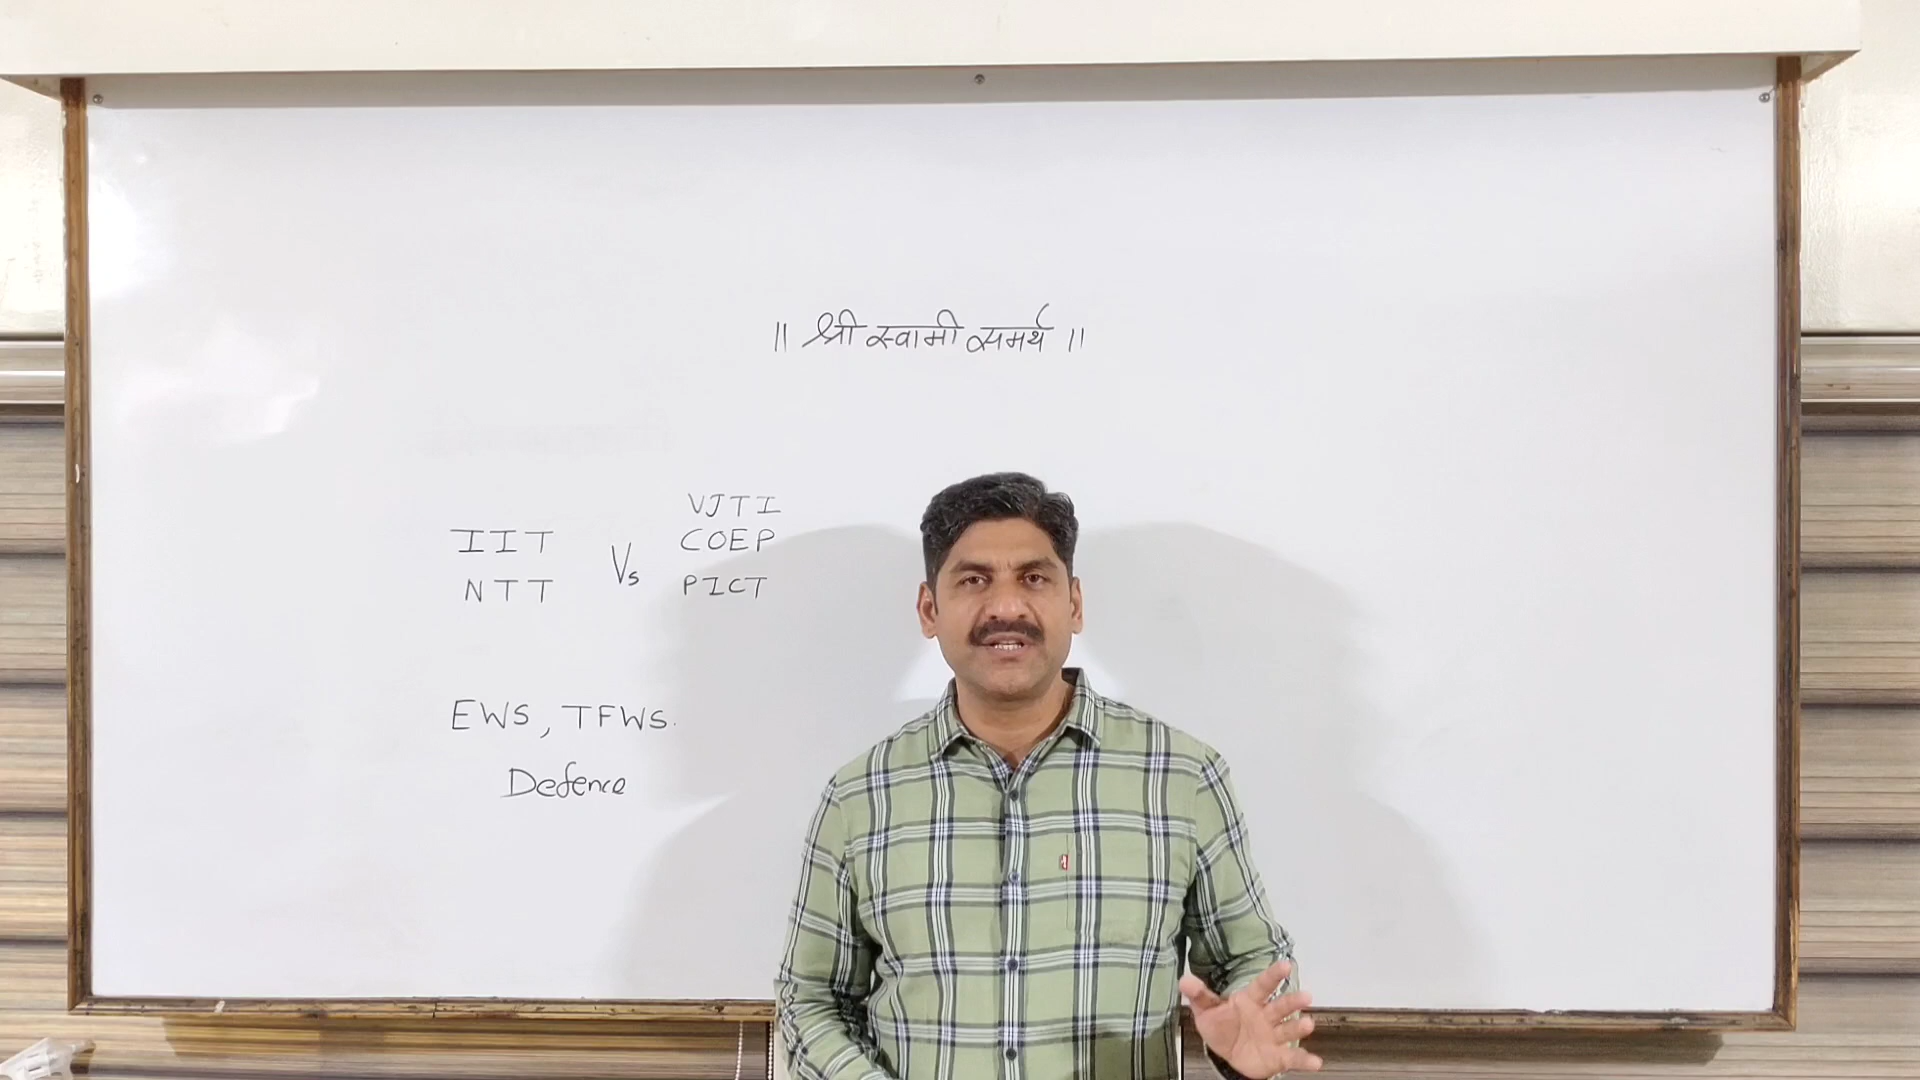 ॥ श्री स्वामी समर्थ ॥
IIT
NTT
Vs
VJTI
COEP
PICT
EWS, TFWS.
Defence